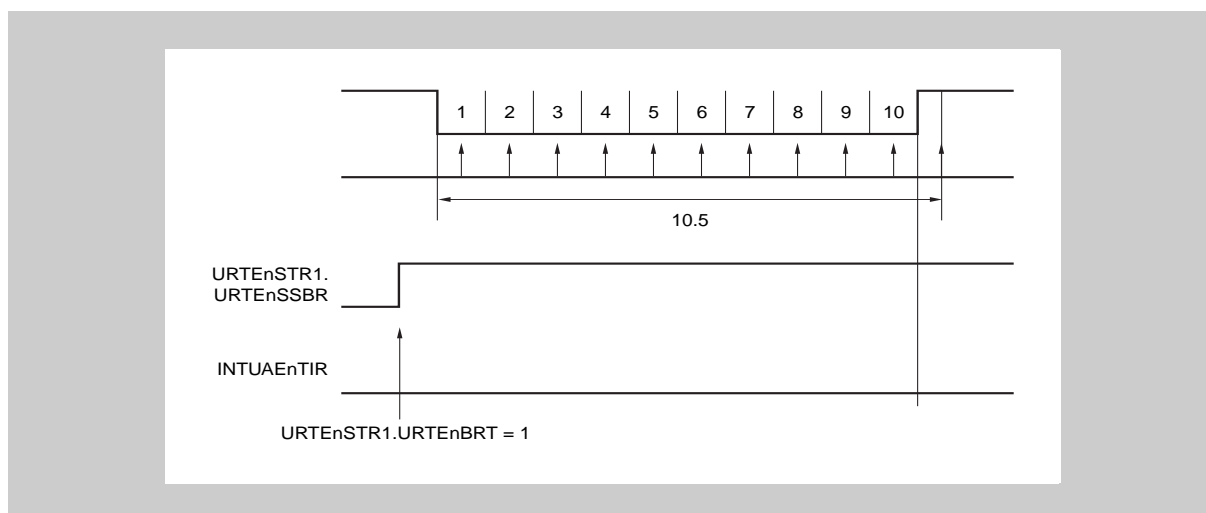 1 2 3 4 5 6 7 8 9 10
10.5
URTEnSTR1.
URTEnSSBR
INTUAEnTIR
URTEnSTR1.URTEnBRT = 1